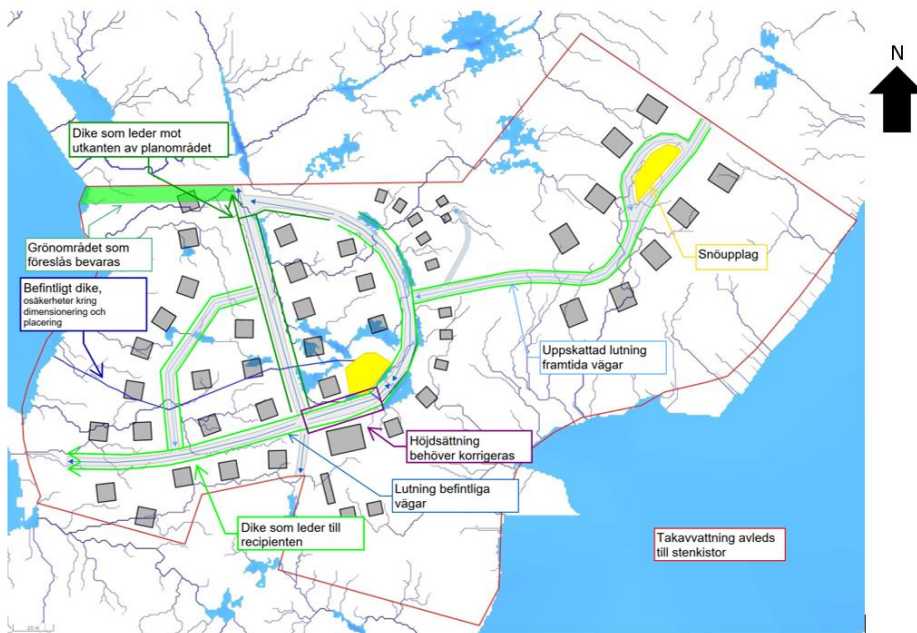 N
Dike som leder mot
utkanten av planområdet
Grönområdet som
föreslås bevaras
Befintligt dike,
osäkerheter kring
dimensionering och
placering
Snöupplag
Uppskattad lutning
framtida vägar
Höjdsättning
behöver korrigeras
Lutning befintliga
vägar
Dike som leder till
recipienten
Takavvattning avleds
till stenkistor